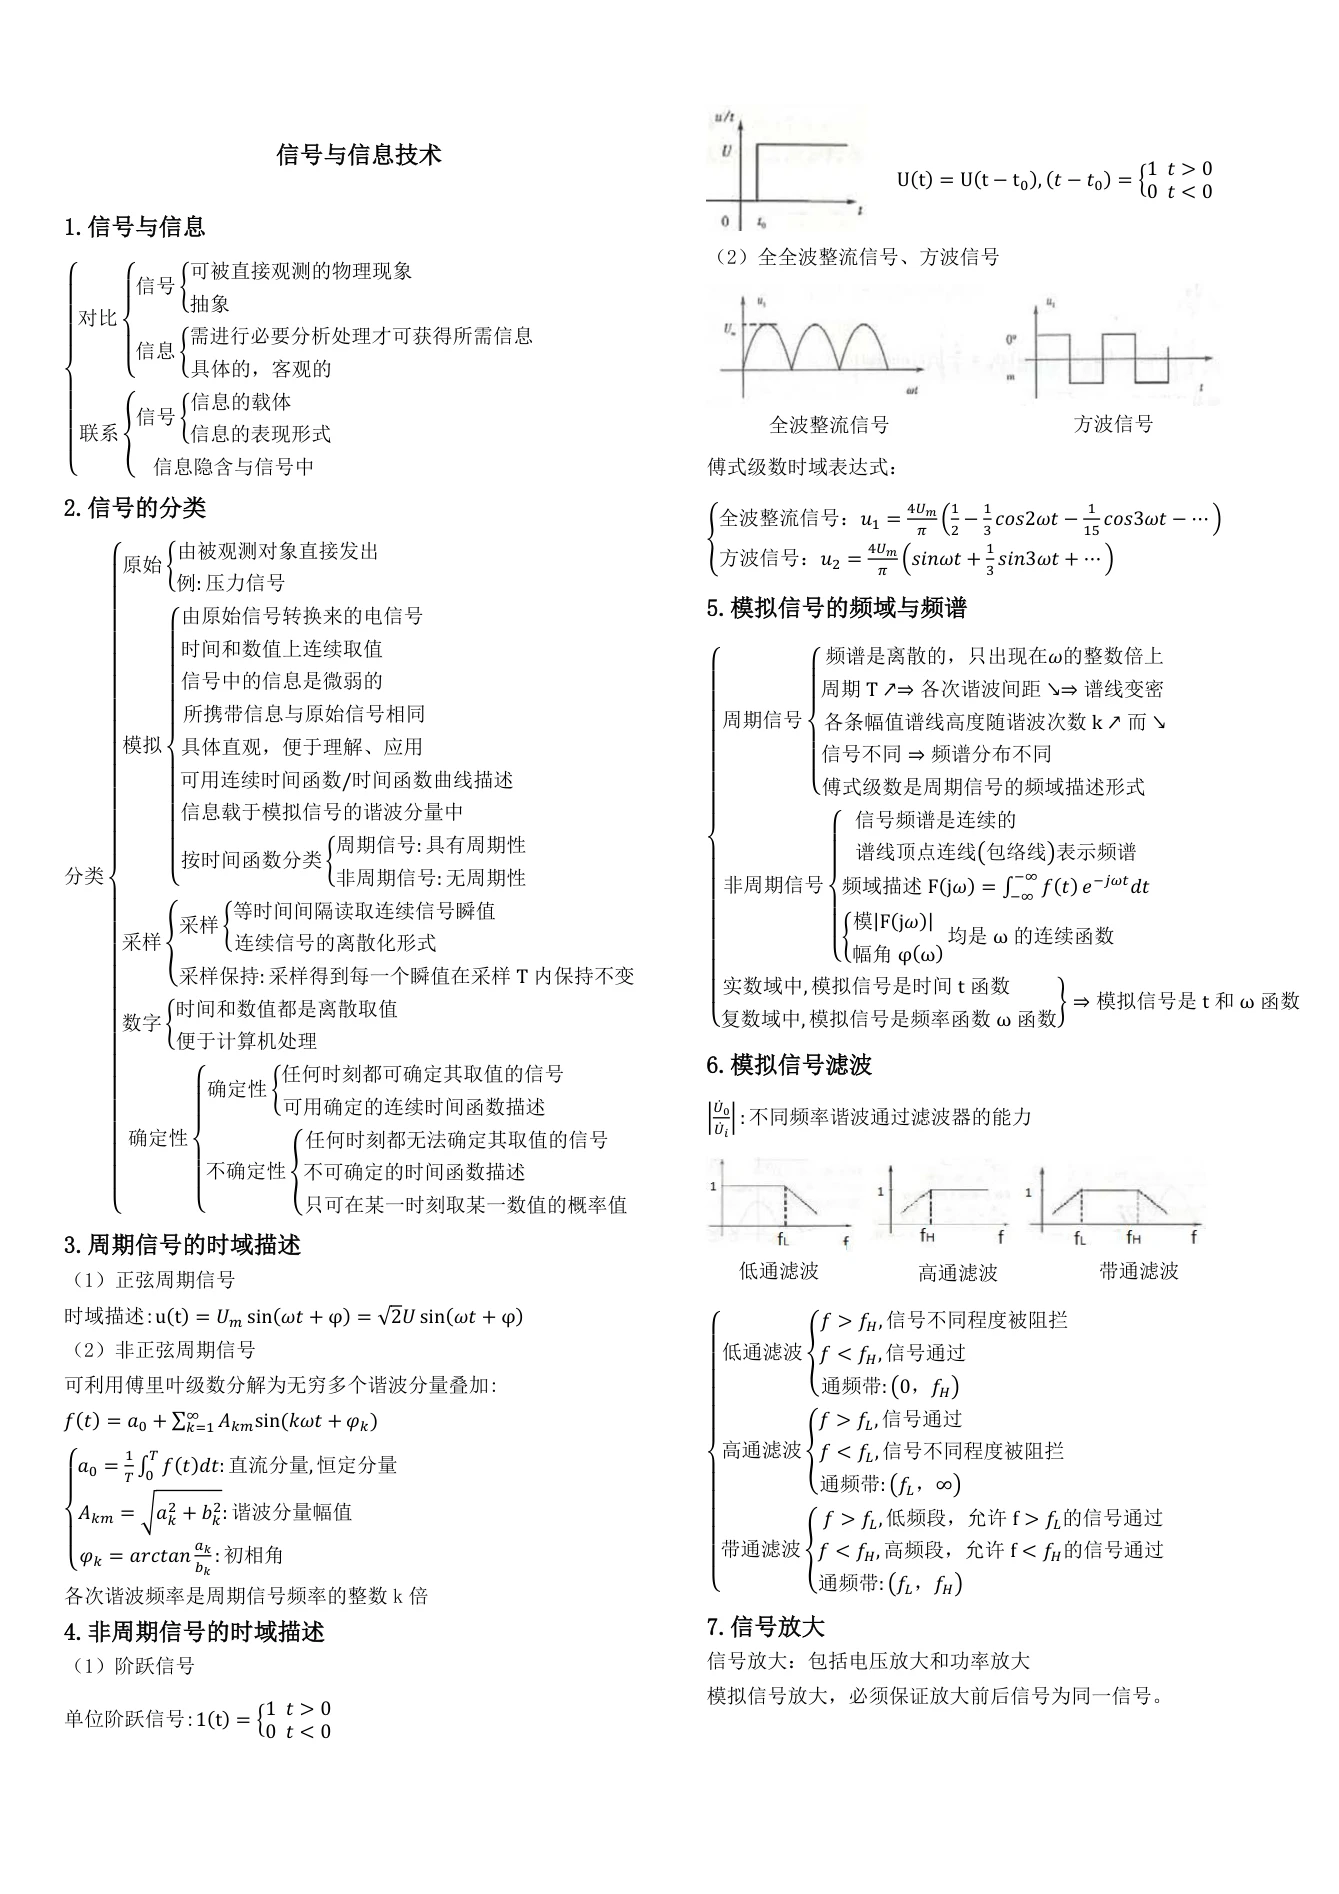 信号与信息技术
1.信号与信息
对比
信号
可被直接观测的物理现象
抽象
信息
需进行必要分析处理才可获得所需信息
具体的，客观的
联系
信号
信息的载体
信息的表现形式
信息隐含与信号中
2.信号的分类
分类
原始
由被观测对象直接发出
例:压力信号
模拟
由原始信号转换来的电信号
时间和数值上连续取值
信号中的信息是微弱的
所携带信息与原始信号相同
具体直观，便于理解、应用
可用连续时间函数/时间函数曲线描述
信息载于模拟信号的谐波分量中
按时间函数分类
周期信号:具有周期性
非周期信号:无周期性
采样
采样
等时间间隔读取连续信号瞬值
连续信号的离散化形式
采样保持:采样得到每一个瞬值在采样 T 内保持不变
数字
时间和数值都是离散取值
便于计算机处理
确定性
确定性
任何时刻都可确定其取值的信号
可用确定的连续时间函数描述
不确定性
任何时刻都无法确定其取值的信号
不可确定的时间函数描述
只可在某一时刻取某一数值的概率值
3.周期信号的时域描述
（1）正弦周期信号
时域描述:u(t) = U_m sin(ωt + φ) = √2U sin(ωt + φ)
（2）非正弦周期信号
可利用傅里叶级数分解为无穷多个谐波分量叠加:
f(t) = a_0 + ∑_{k=1}^{∞} A_{km}sin(kωt + φ_k)
a_0 = 1/T ∫_0^T f(t)dt:直流分量,恒定分量
A_{km} = √(a_k^2 + b_k^2):谐波分量幅值
φ_k = arctan a_k/b_k:初相角
各次谐波频率是周期信号频率的整数 k 倍
4.非周期信号的时域描述
（1）阶跃信号
单位阶跃信号:1(t) = {1 t > 0
0 t < 0
u/t
U
0 t_0 t
U(t) = U(t − t_0), (t − t_0) = {1 t > 0
0 t < 0
（2）全全波整流信号、方波信号
u_1
U_m
ωt
全波整流信号
u_1
0°
m
t
方波信号
傅式级数时域表达式：
全波整流信号：u_1 = 4U_m/π (1/2 − 1/3 cos2ωt − 1/15 cos3ωt − ⋯)
方波信号：u_2 = 4U_m/π (sinωt + 1/3 sin3ωt + ⋯)
5.模拟信号的频域与频谱
周期信号
频谱是离散的，只出现在ω的整数倍上
周期 T ↗⇒ 各次谐波间距 ↘⇒ 谱线变密
各条幅值谱线高度随谐波次数 k ↗ 而 ↘
信号不同 ⇒ 频谱分布不同
傅式级数是周期信号的频域描述形式
非周期信号
信号频谱是连续的
谱线顶点连线(包络线)表示频谱
频域描述 F(jω) = ∫_{−∞}^{−∞} f(t) e^{−jωt}dt
模|F(jω)|
幅角 φ(ω)
均是 ω 的连续函数
实数域中,模拟信号是时间 t 函数
复数域中,模拟信号是频率函数 ω 函数
⇒ 模拟信号是 t 和 ω 函数
6.模拟信号滤波
|U̇_0/U̇_i|:不同频率谐波通过滤波器的能力
1
fL f
低通滤波
1
fH f
高通滤波
1
fL fH f
带通滤波
低通滤波
f > f_H,信号不同程度被阻拦
f < f_H,信号通过
通频带:(0，f_H)
高通滤波
f > f_L,信号通过
f < f_L,信号不同程度被阻拦
通频带:(f_L，∞)
带通滤波
f > f_L,低频段，允许 f > f_L的信号通过
f < f_H,高频段，允许 f < f_H的信号通过
通频带:(f_L，f_H)
7.信号放大
信号放大：包括电压放大和功率放大
模拟信号放大，必须保证放大前后信号为同一信号。